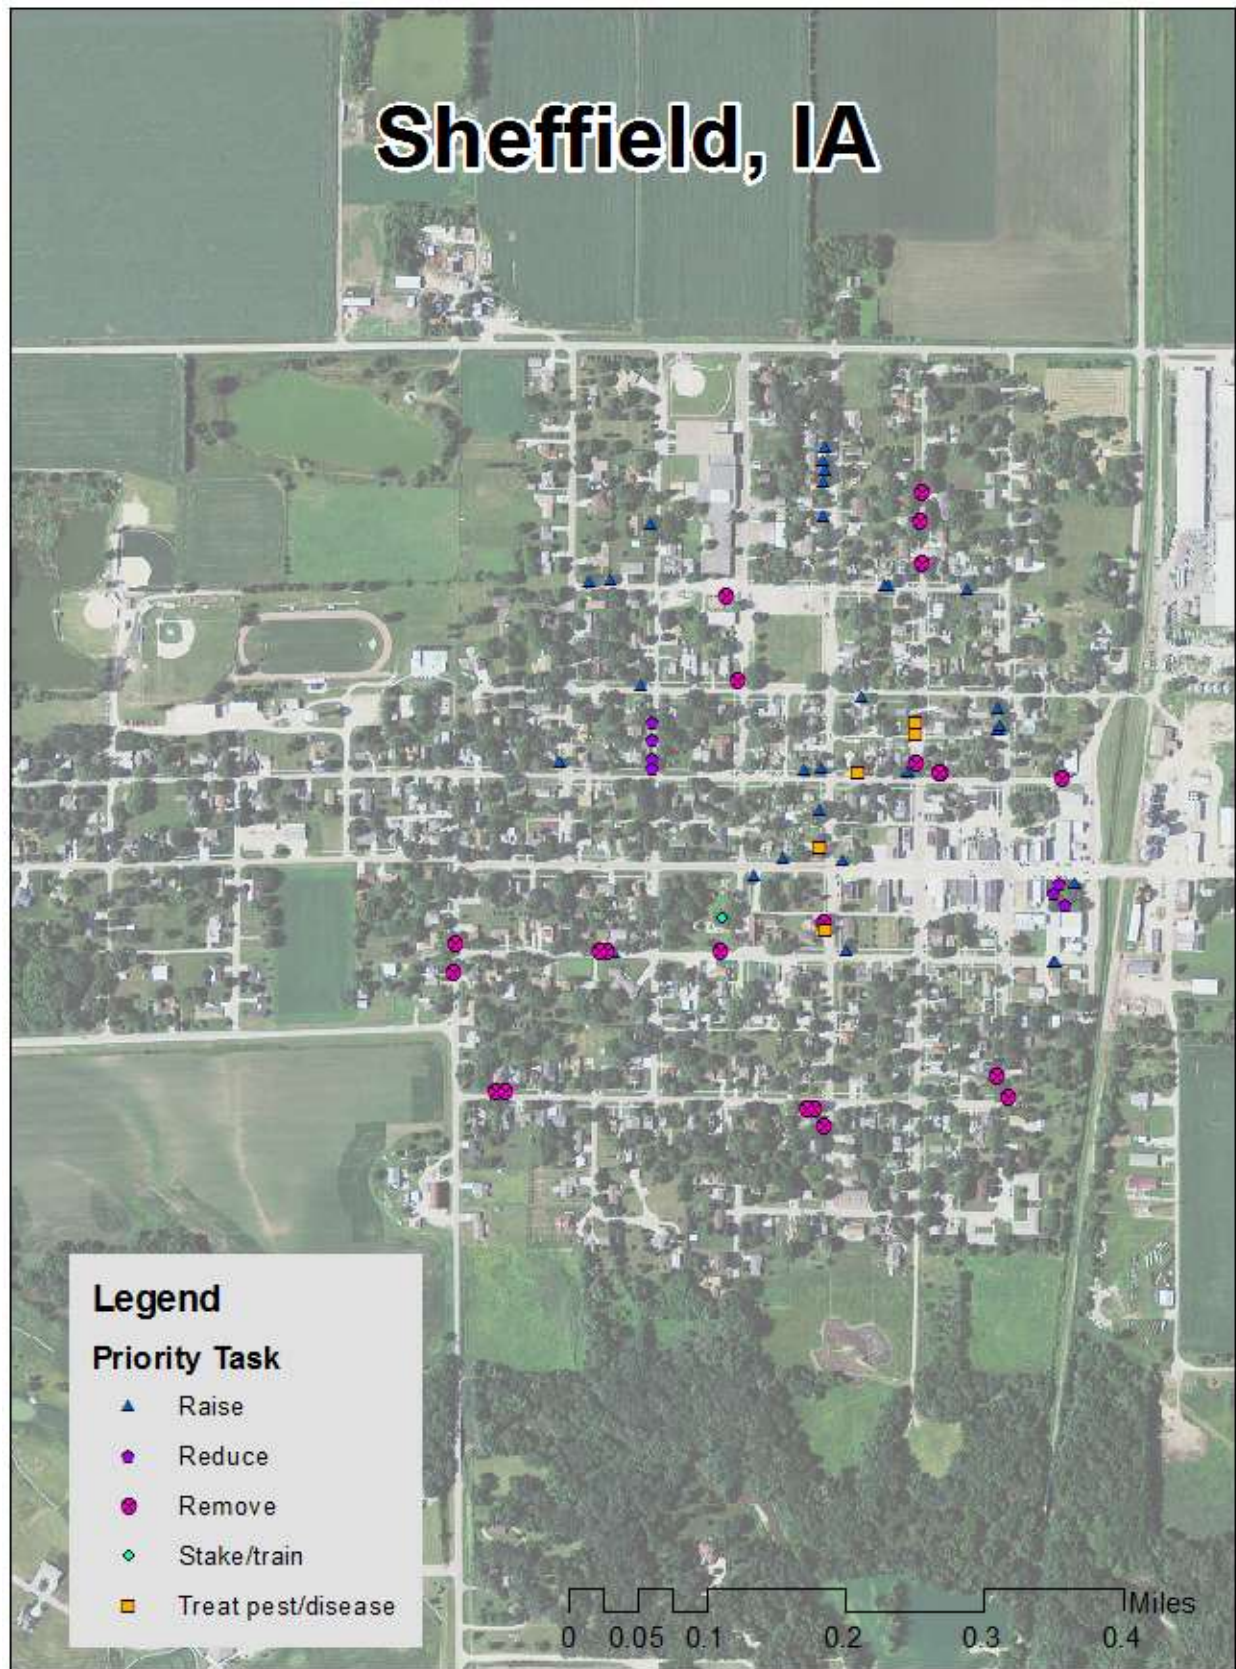 Sheffield, IA
Legend
Priority Task
Raise
Reduce
Remove
Stake/train
Treat pest/disease
Miles
0 0.05 0.1 0.2 0.3 0.4